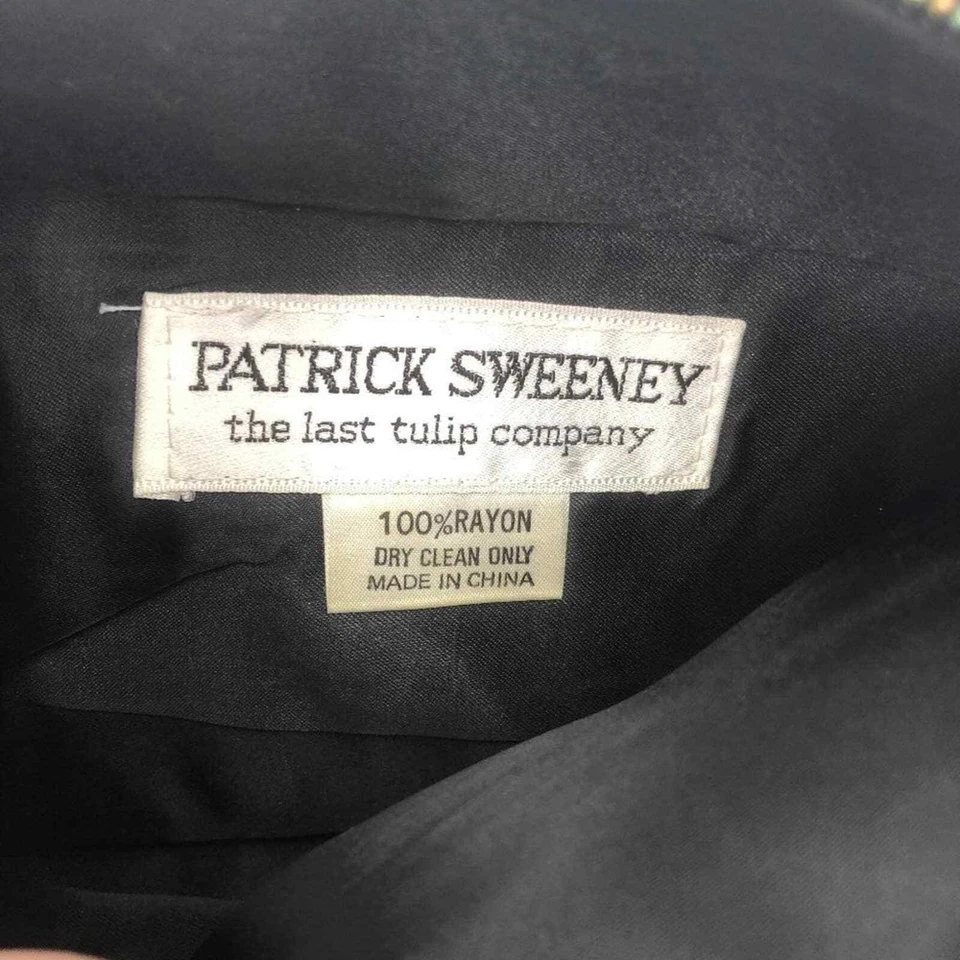 PATRICK SWEENEY
the last tulip company
100%RAYON
DRY CLEAN ONLY
MADE IN CHINA